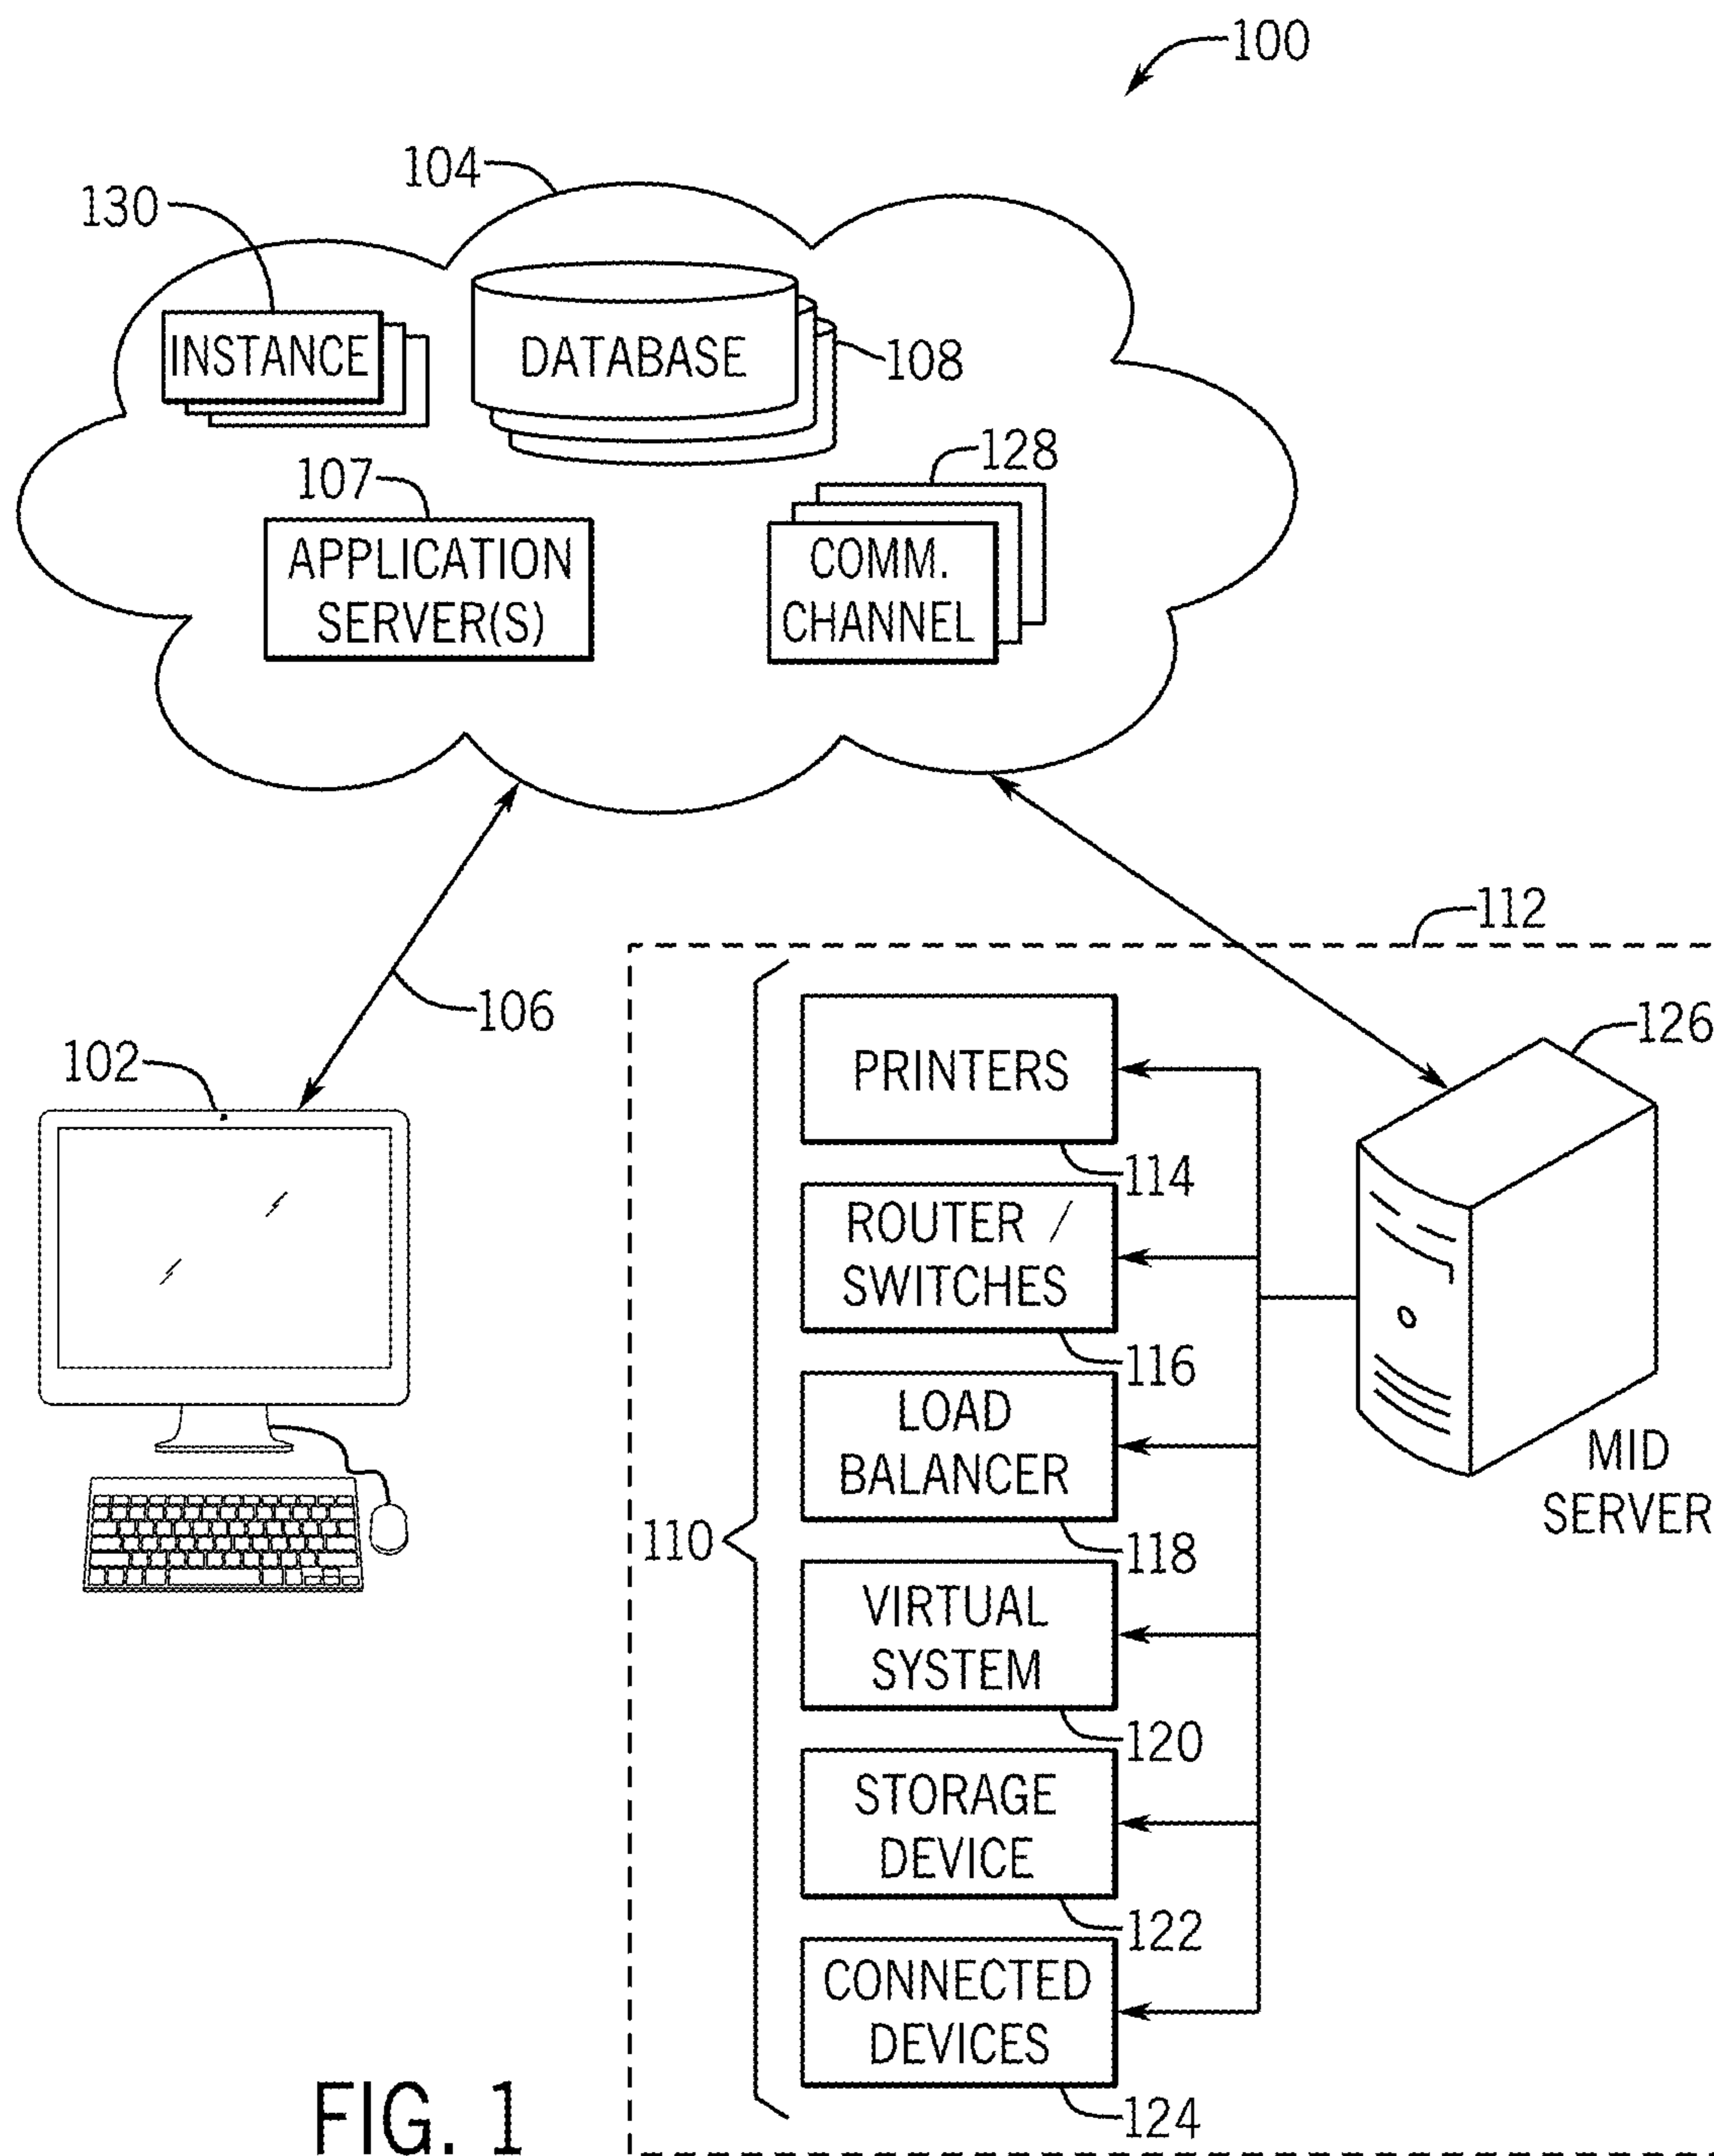 100
104
130
INSTANCE
DATABASE
108
107
128
APPLICATION
SERVER(S)
COMM.
CHANNEL
112
106
102
126
PRINTERS
114
ROUTER /
SWITCHES
116
LOAD
BALANCER
118
MID
SERVER
110
VIRTUAL
SYSTEM
120
STORAGE
DEVICE
122
CONNECTED
DEVICES
124
FIG. 1